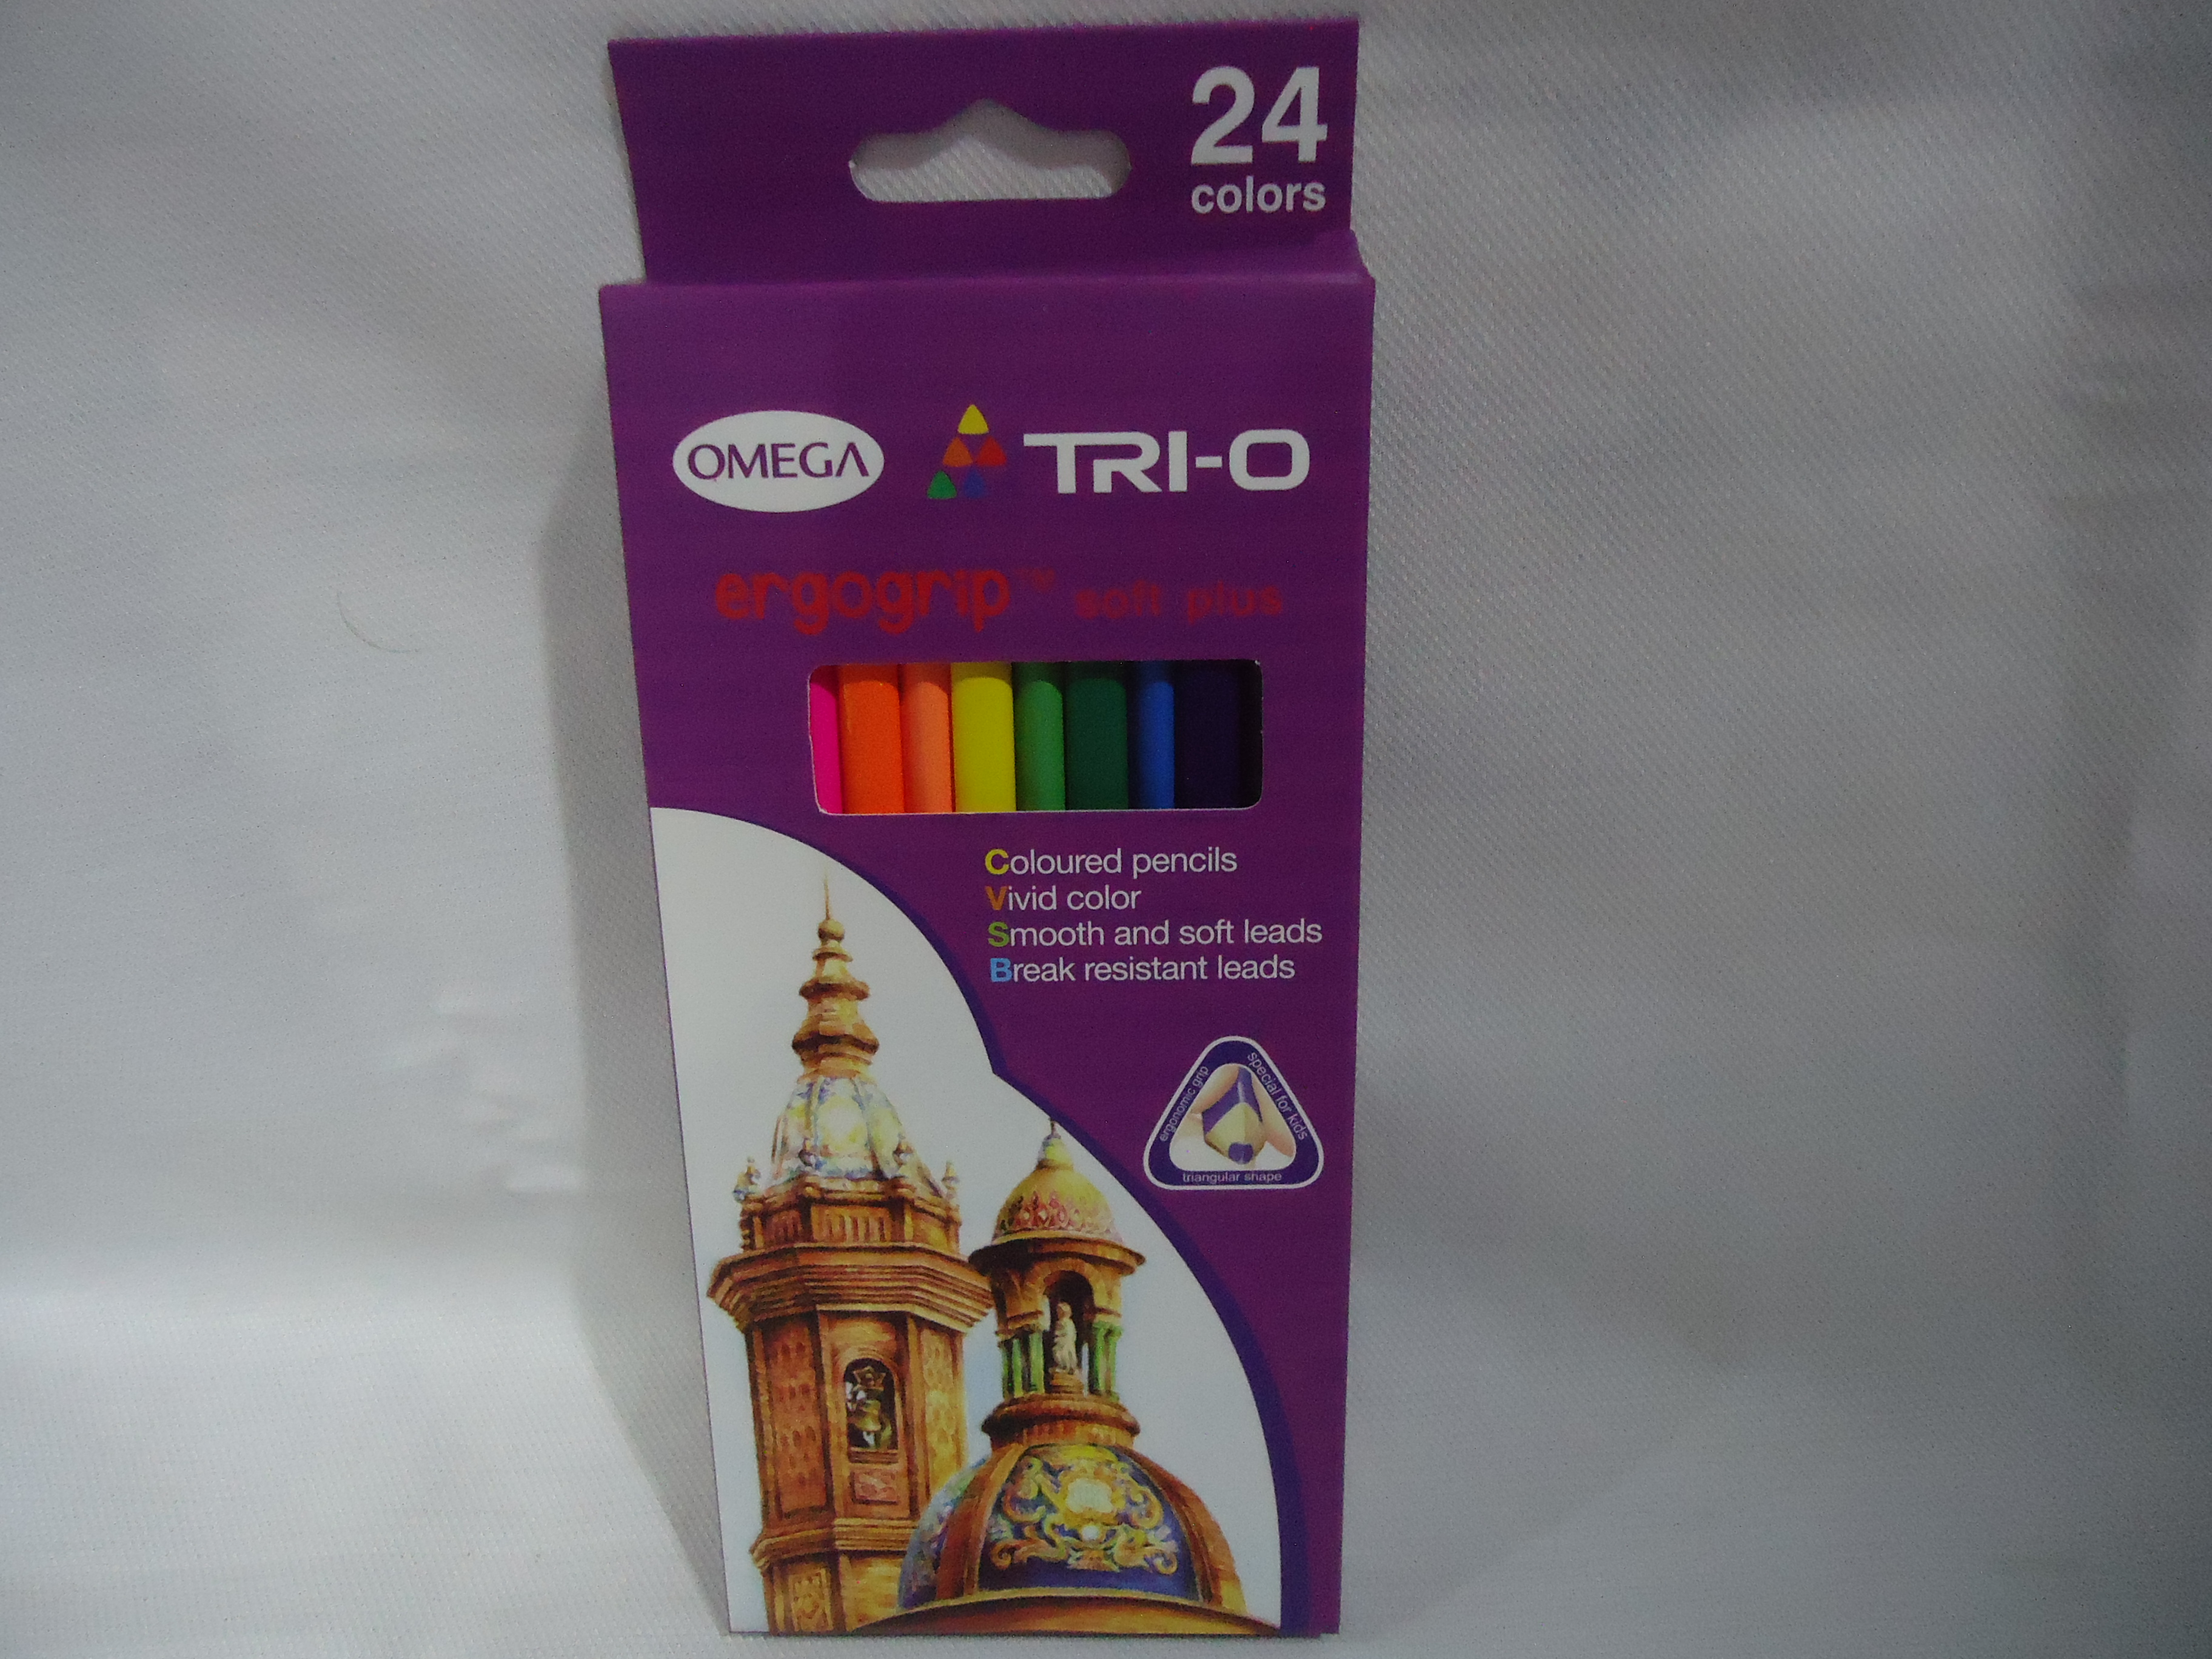 24
colors
OMEGA TRI-O
ergogrip™ soft plus
Coloured pencils
Vivid color
Smooth and soft leads
Break resistant leads
ergonomic grip
special for kids
triangular shape